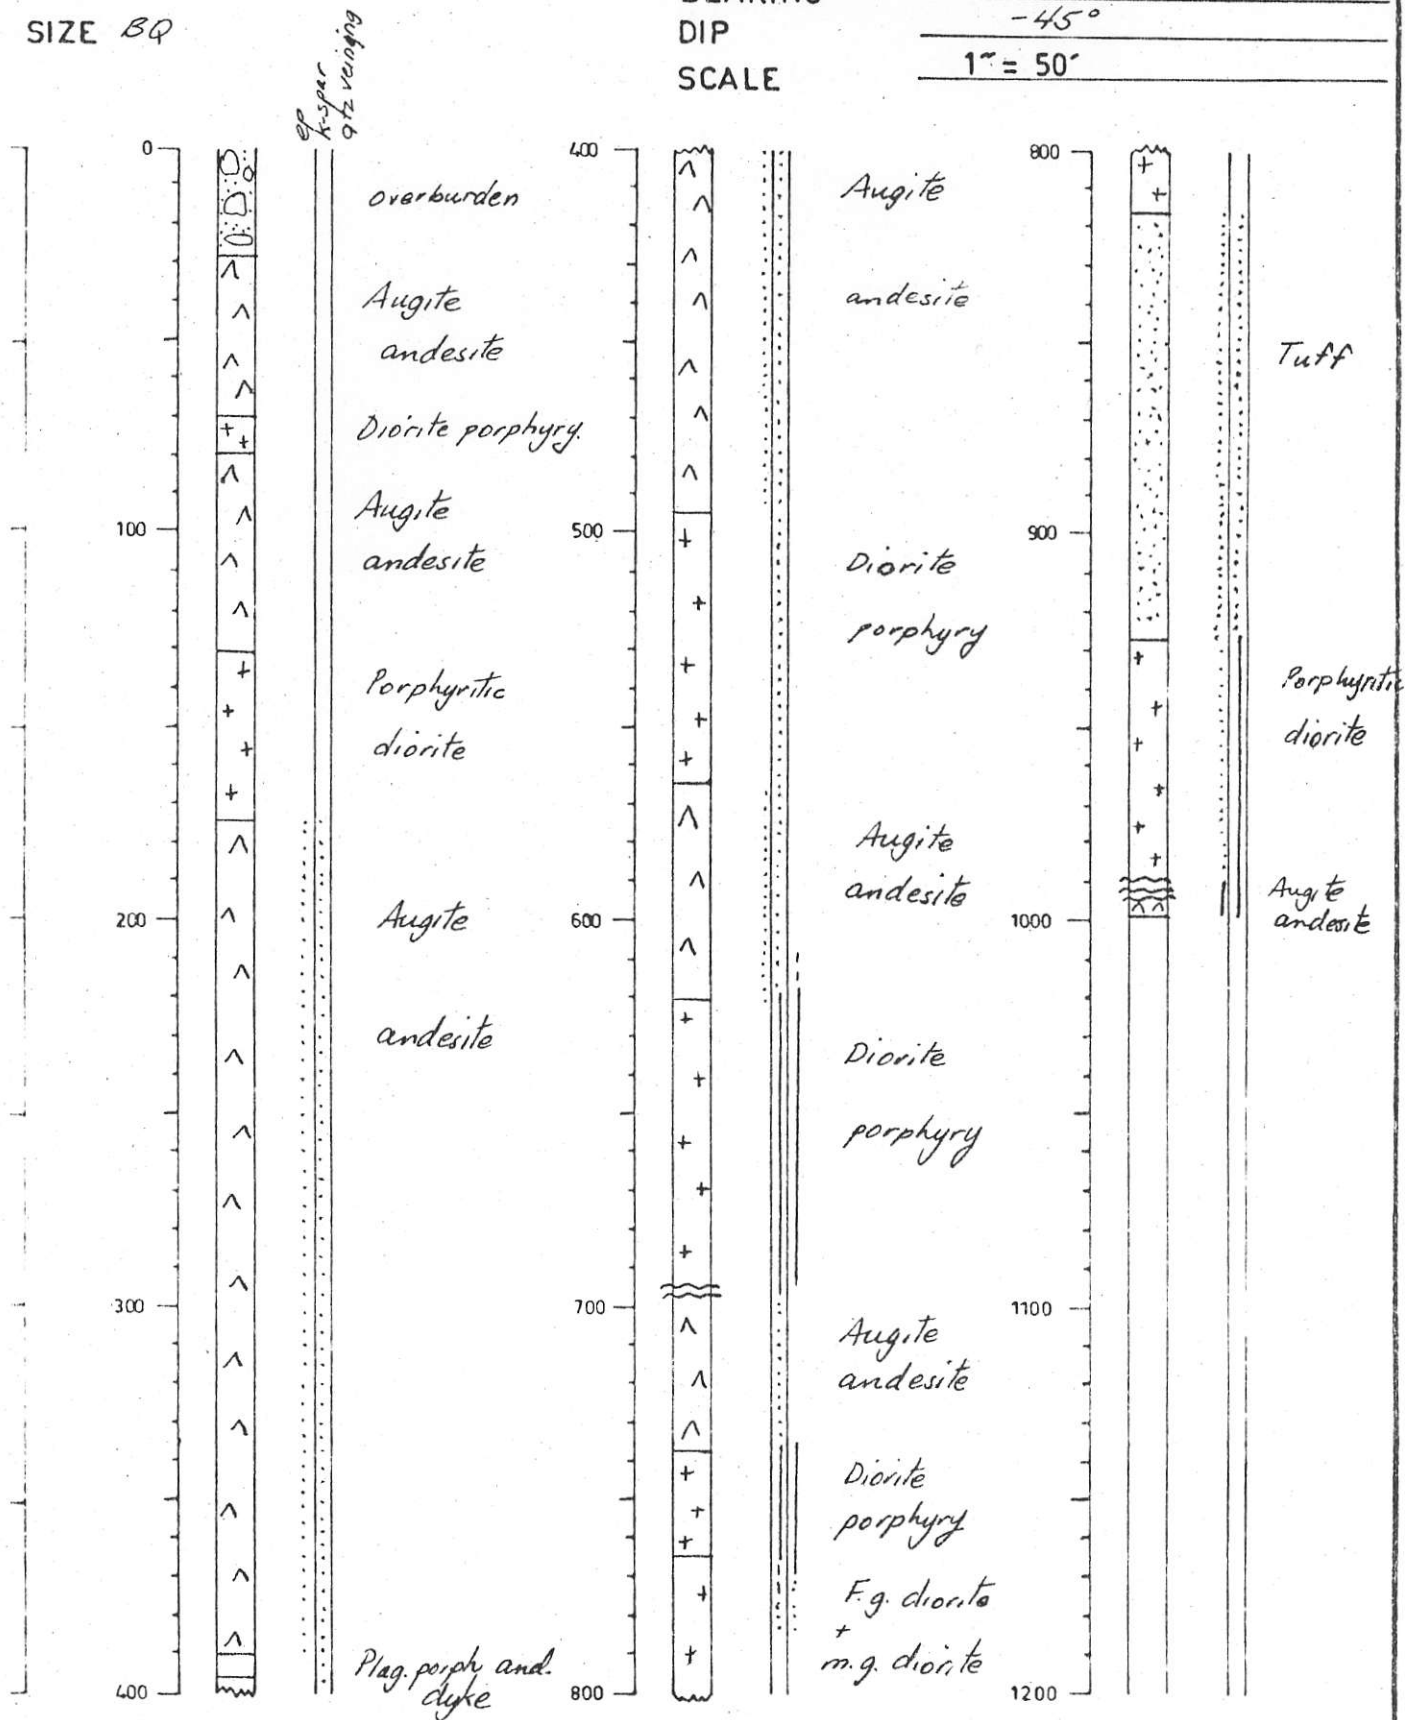 SIZE BQ
DIP -45°
SCALE 1" = 50'
ep
k-spar
qtz veining
0
100
200
300
400
overburden
Augite
andesite
Diorite porphyry.
Augite
andesite
Porphyritic
diorite
Augite
andesite
Plag. porph. and.
dyke
400
500
600
700
800
Augite
andesite
Diorite
porphyry
Augite
andesite
Diorite
porphyry
Augite
andesite
Diorite
porphyry
F.g. diorite
+
m.g. diorite
800
900
1000
1100
1200
Tuff
Porphyritic
diorite
Augite
andesite